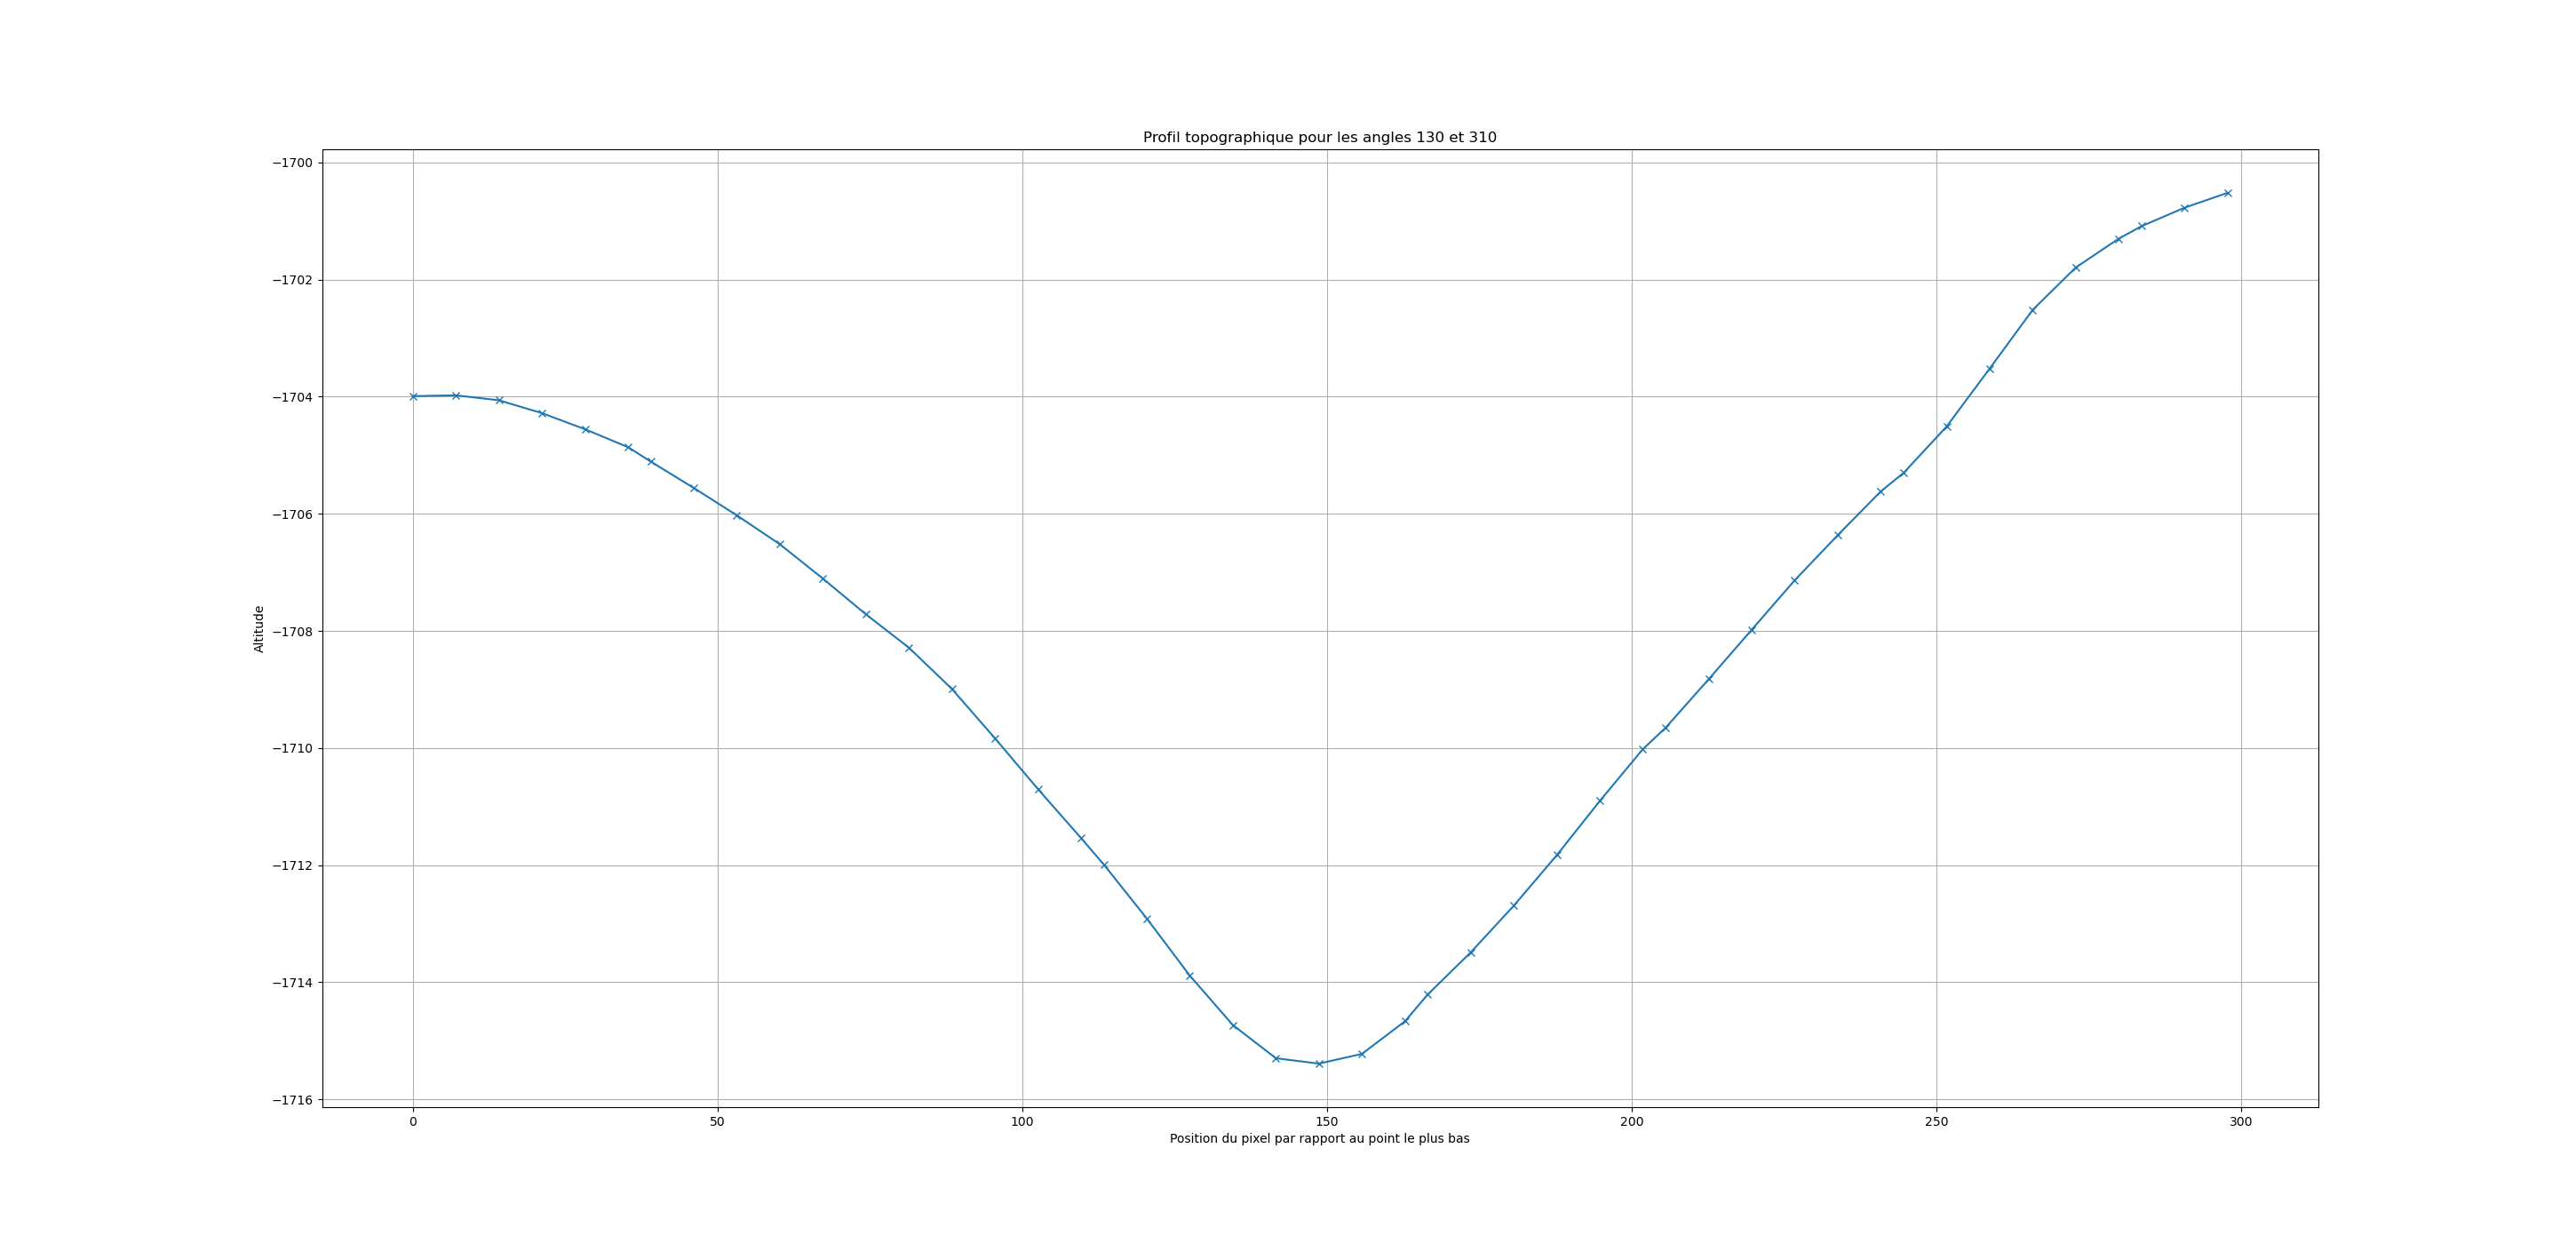 Profil topographique pour les angles 130 et 310
−1700
−1702
−1704
−1706
−1708
−1710
−1712
−1714
−1716
Altitude
0 50 100 150 200 250 300
Position du pixel par rapport au point le plus bas